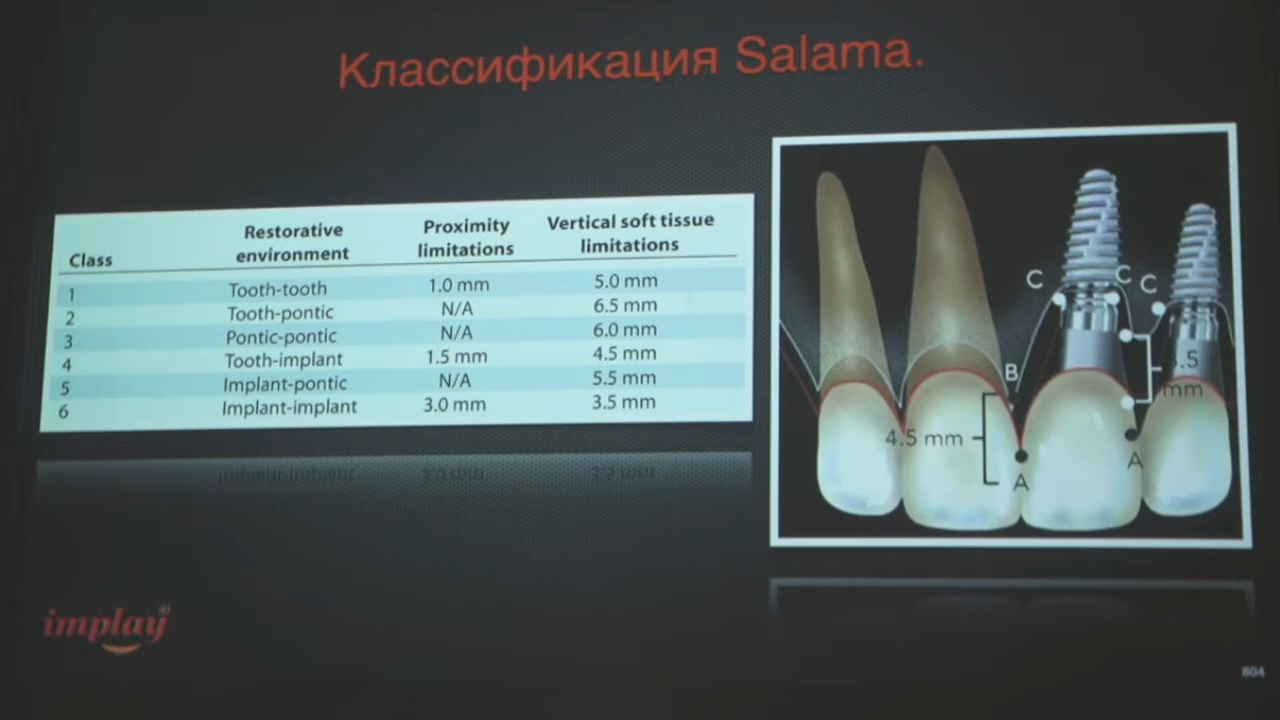 Классификация Salama.
Class Restorative environment Proximity limitations Vertical soft tissue limitations
1 Tooth-tooth 1.0 mm 5.0 mm
2 Tooth-pontic N/A 6.5 mm
3 Pontic-pontic N/A 6.0 mm
4 Tooth-implant 1.5 mm 4.5 mm
5 Implant-pontic N/A 5.5 mm
6 Implant-implant 3.0 mm 3.5 mm
C C C
B
.5
mm
4.5 mm
A
A
implay®
804